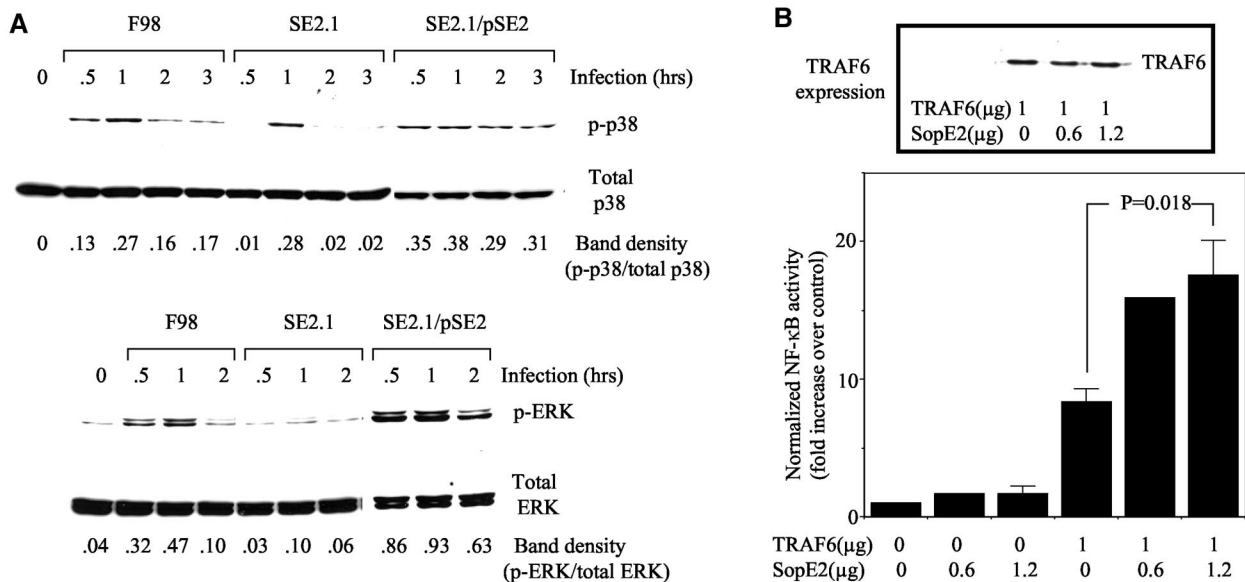 A
F98 SE2.1 SE2.1/pSE2
0 .5 1 2 3 .5 1 2 3 .5 1 2 3 Infection (hrs)
p-p38
Total
p38
0 .13 .27 .16 .17 .01 .28 .02 .02 .35 .38 .29 .31 Band density
(p-p38/total p38)
F98 SE2.1 SE2.1/pSE2
0 .5 1 2 .5 1 2 .5 1 2 Infection (hrs)
p-ERK
Total
ERK
.04 .32 .47 .10 .03 .10 .06 .86 .93 .63 Band density
(p-ERK/total ERK)
B
TRAF6
expression
TRAF6
TRAF6(µg) 1 1 1
SopE2(µg) 0 0.6 1.2
P=0.018
Normalized NF-κB activity
(fold increase over control)
20
10
0
TRAF6(µg) 0 0 0 1 1 1
SopE2(µg) 0 0.6 1.2 0 0.6 1.2